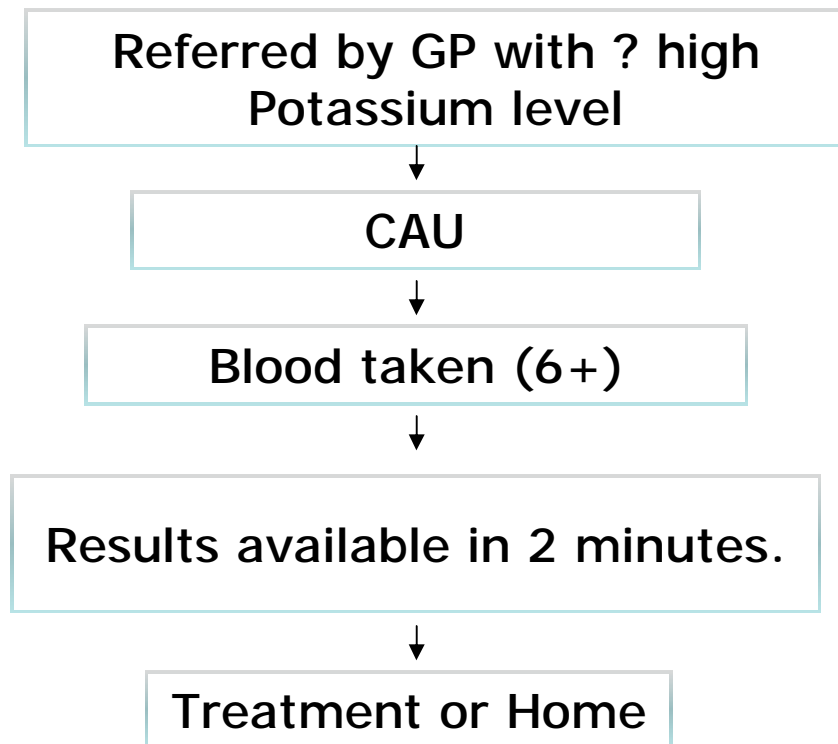 Referred by GP with ? high
Potassium level
CAU
Blood taken (6+)
Results available in 2 minutes.
Treatment or Home